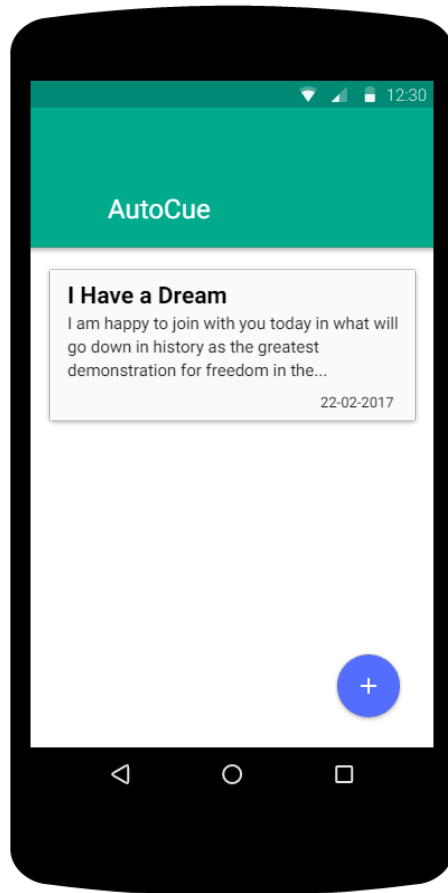 12:30
AutoCue
I Have a Dream
I am happy to join with you today in what will
go down in history as the greatest
demonstration for freedom in the...
22-02-2017
+